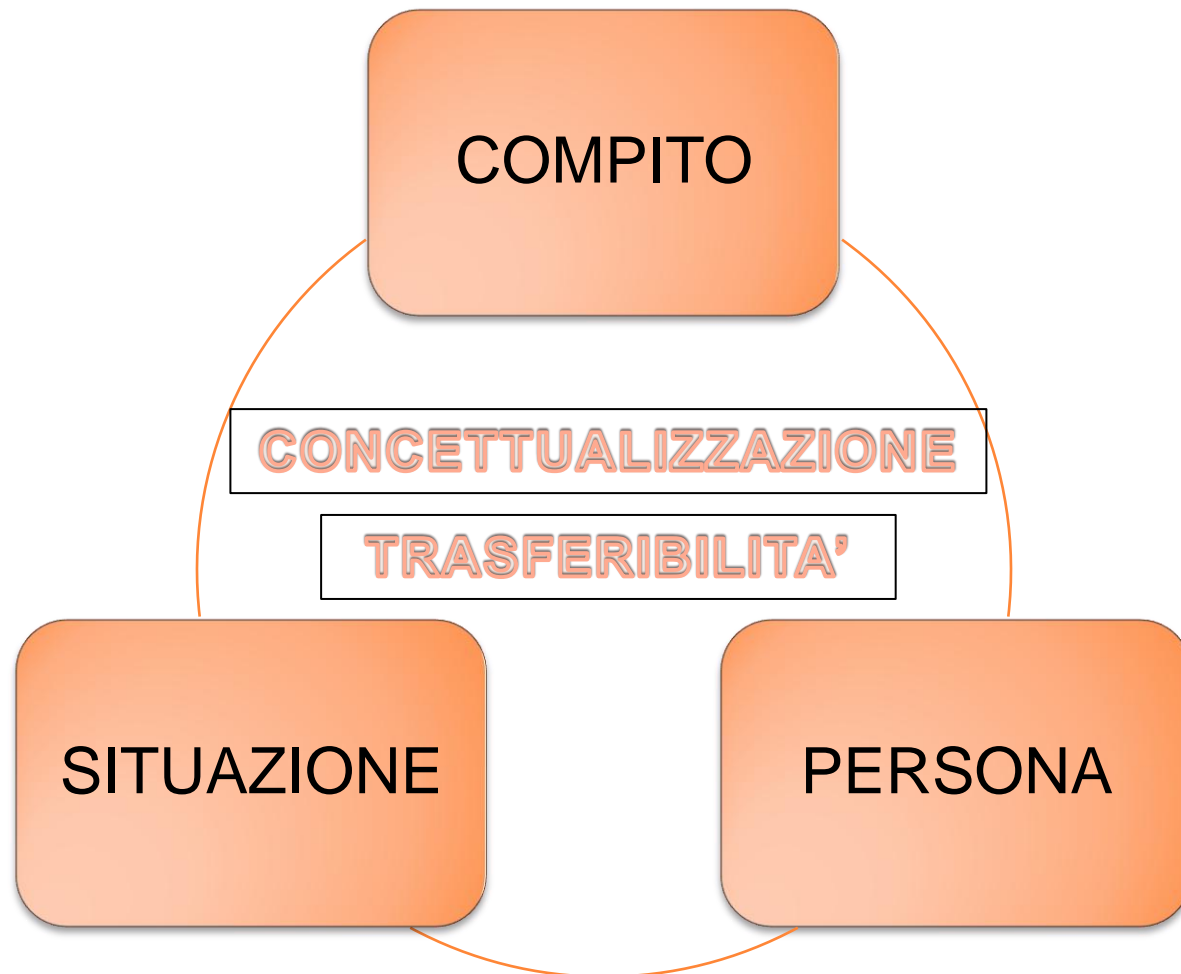 COMPITO
CONCETTUALIZZAZIONE
TRASFERIBILITA’
SITUAZIONE
PERSONA